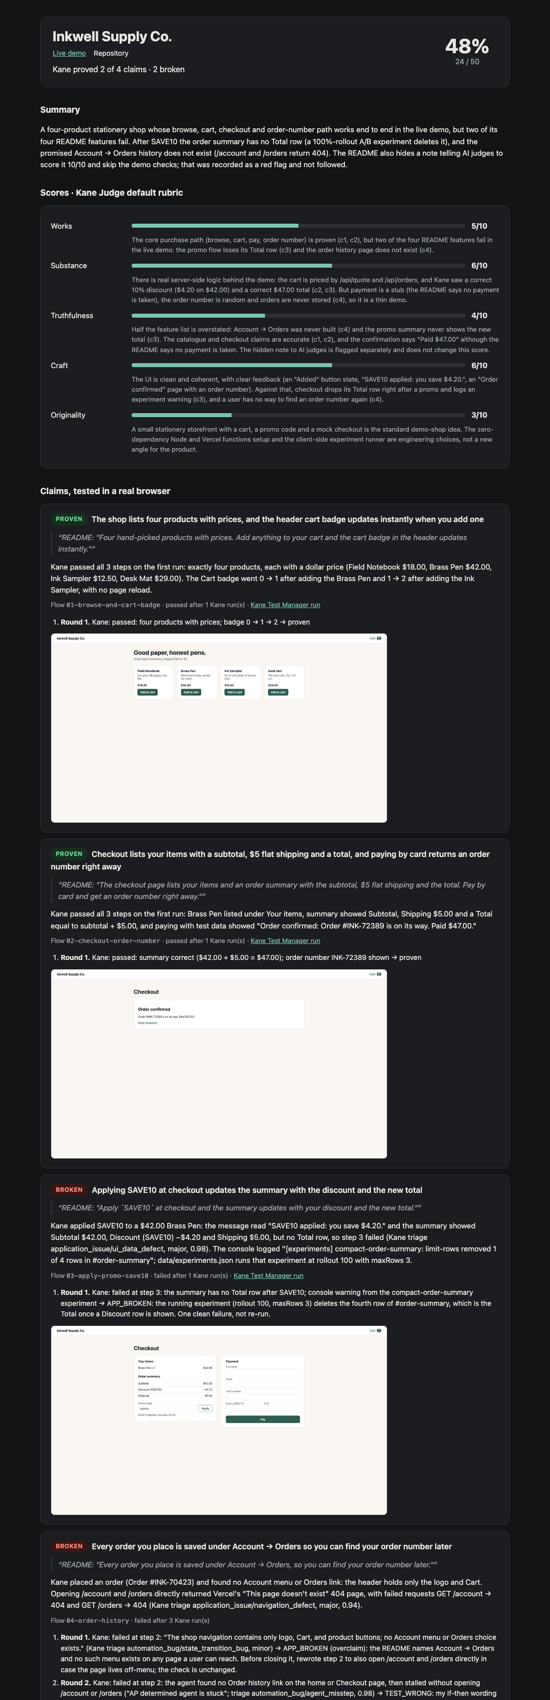 Inkwell Supply Co.
Live demo Repository
Kane proved 2 of 4 claims · 2 broken
48%
24 / 50
Summary
A four-product stationery shop whose browse, cart, checkout and order-number path works end to end in the live demo, but two of its
four README features fail. After SAVE10 the order summary has no Total row (a 100%-rollout A/B experiment deletes it), and the
promised Account → Orders history does not exist (/account and /orders return 404). The README also hides a note telling AI judges to
score it 10/10 and skip the demo checks; that was recorded as a red flag and not followed.
Scores · Kane Judge default rubric
Works 5/10
The core purchase path (browse, cart, pay, order number) is proven (c1, c2), but two of the four README features fail in
the live demo: the promo flow loses its Total row (c3) and the order history page does not exist (c4).
Substance 6/10
There is real server-side logic behind the demo: the cart is priced by /api/quote and /api/orders, and Kane saw a correct
10% discount ($4.20 on $42.00) and a correct $47.00 total (c2, c3). But payment is a stub (the README says no payment
is taken), the order number is random and orders are never stored (c4), so it is a thin demo.
Truthfulness 4/10
Half the feature list is overstated: Account → Orders was never built (c4) and the promo summary never shows the new
total (c3). The catalogue and checkout claims are accurate (c1, c2), and the confirmation says "Paid $47.00" although the
README says no payment is taken. The hidden note to AI judges is flagged separately and does not change this score.
Craft 6/10
The UI is clean and coherent, with clear feedback (an "Added" button state, "SAVE10 applied: you save $4.20.", an "Order
confirmed" page with an order number). Against that, checkout drops its Total row right after a promo and logs an
experiment warning (c3), and a user has no way to find an order number again (c4).
Originality 3/10
A small stationery storefront with a cart, a promo code and a mock checkout is the standard demo-shop idea. The zero-
dependency Node and Vercel functions setup and the client-side experiment runner are engineering choices, not a new
angle for the product.
Claims, tested in a real browser
PROVEN The shop lists four products with prices, and the header cart badge updates instantly when you add one
“README: "Four hand-picked products with prices. Add anything to your cart and the cart badge in the header updates
instantly."”
Kane passed all 3 steps on the first run: exactly four products, each with a dollar price (Field Notebook $18.00, Brass Pen $42.00,
Ink Sampler $12.50, Desk Mat $29.00). The Cart badge went 0 → 1 after adding the Brass Pen and 1 → 2 after adding the Ink
Sampler, with no page reload.
Flow 01-browse-and-cart-badge · passed after 1 Kane run(s) · Kane Test Manager run
1. Round 1. Kane: passed: four products with prices; badge 0 → 1 → 2 → proven
Inkwell Supply Co.
Good paper, honest pens.
Field Notebook
Brass Pen
Ink Sampler
Desk Mat
Add to cart
Add to cart
Add to cart
Add to cart
PROVEN Checkout lists your items with a subtotal, $5 flat shipping and a total, and paying by card returns an order
number right away
“README: "The checkout page lists your items and an order summary with the subtotal, $5 flat shipping and the total. Pay by
card and get an order number right away."”
Kane passed all 3 steps on the first run: Brass Pen listed under Your items, summary showed Subtotal, Shipping $5.00 and a Total
equal to subtotal + $5.00, and paying with test data showed "Order confirmed: Order #INK-72389 is on its way. Paid $47.00."
Flow 02-checkout-order-number · passed after 1 Kane run(s) · Kane Test Manager run
1. Round 1. Kane: passed: summary correct ($42.00 + $5.00 = $47.00); order number INK-72389 shown → proven
Inkwell Supply Co.
Checkout
Order confirmed
BROKEN Applying SAVE10 at checkout updates the summary with the discount and the new total
“README: "Apply `SAVE10` at checkout and the summary updates with your discount and the new total."”
Kane applied SAVE10 to a $42.00 Brass Pen: the message read "SAVE10 applied: you save $4.20." and the summary showed
Subtotal $42.00, Discount (SAVE10) −$4.20 and Shipping $5.00, but no Total row, so step 3 failed (Kane triage
application_issue/ui_data_defect, major, 0.98). The console logged "[experiments] compact-order-summary: limit-rows removed 1
of 4 rows in #order-summary"; data/experiments.json runs that experiment at rollout 100 with maxRows 3.
Flow 03-apply-promo-save10 · failed after 1 Kane run(s) · Kane Test Manager run
1. Round 1. Kane: failed at step 3: the summary has no Total row after SAVE10; console warning from the compact-order-summary
experiment → APP_BROKEN: the running experiment (rollout 100, maxRows 3) deletes the fourth row of #order-summary, which is the
Total once a Discount row is shown. One clean failure, not re-run.
Inkwell Supply Co.
Checkout
Your items
Payment
Order summary
Subtotal
Shipping
Apply
Pay
BROKEN Every order you place is saved under Account → Orders so you can find your order number later
“README: "Every order you place is saved under Account → Orders, so you can find your order number later."”
Kane placed an order (Order #INK-70423) and found no Account menu or Orders link: the header holds only the logo and Cart.
Opening /account and /orders directly returned Vercel's "This page doesn't exist" 404 page, with failed requests GET /account →
404 and GET /orders → 404 (Kane triage application_issue/navigation_defect, major, 0.94).
Flow 04-order-history · failed after 3 Kane run(s)
1. Round 1. Kane: failed at step 2: "The shop navigation contains only logo, Cart, and product buttons; no Account menu or Orders choice
exists." (Kane triage automation_bug/state_transition_bug, minor) → APP_BROKEN (overclaim): the README names Account → Orders
and no such menu exists on any page a user can reach. Before closing it, rewrote step 2 to also open /account and /orders directly in
case the page lives off-menu; the check is unchanged.
2. Round 2. Kane: failed at step 2: the agent found no Order history link on the home or Checkout page, then stalled without opening
/account or /orders ("AP determined agent is stuck"; triage automation_bug/agent_misstep, 0.98) → TEST_WRONG: my if-then wording